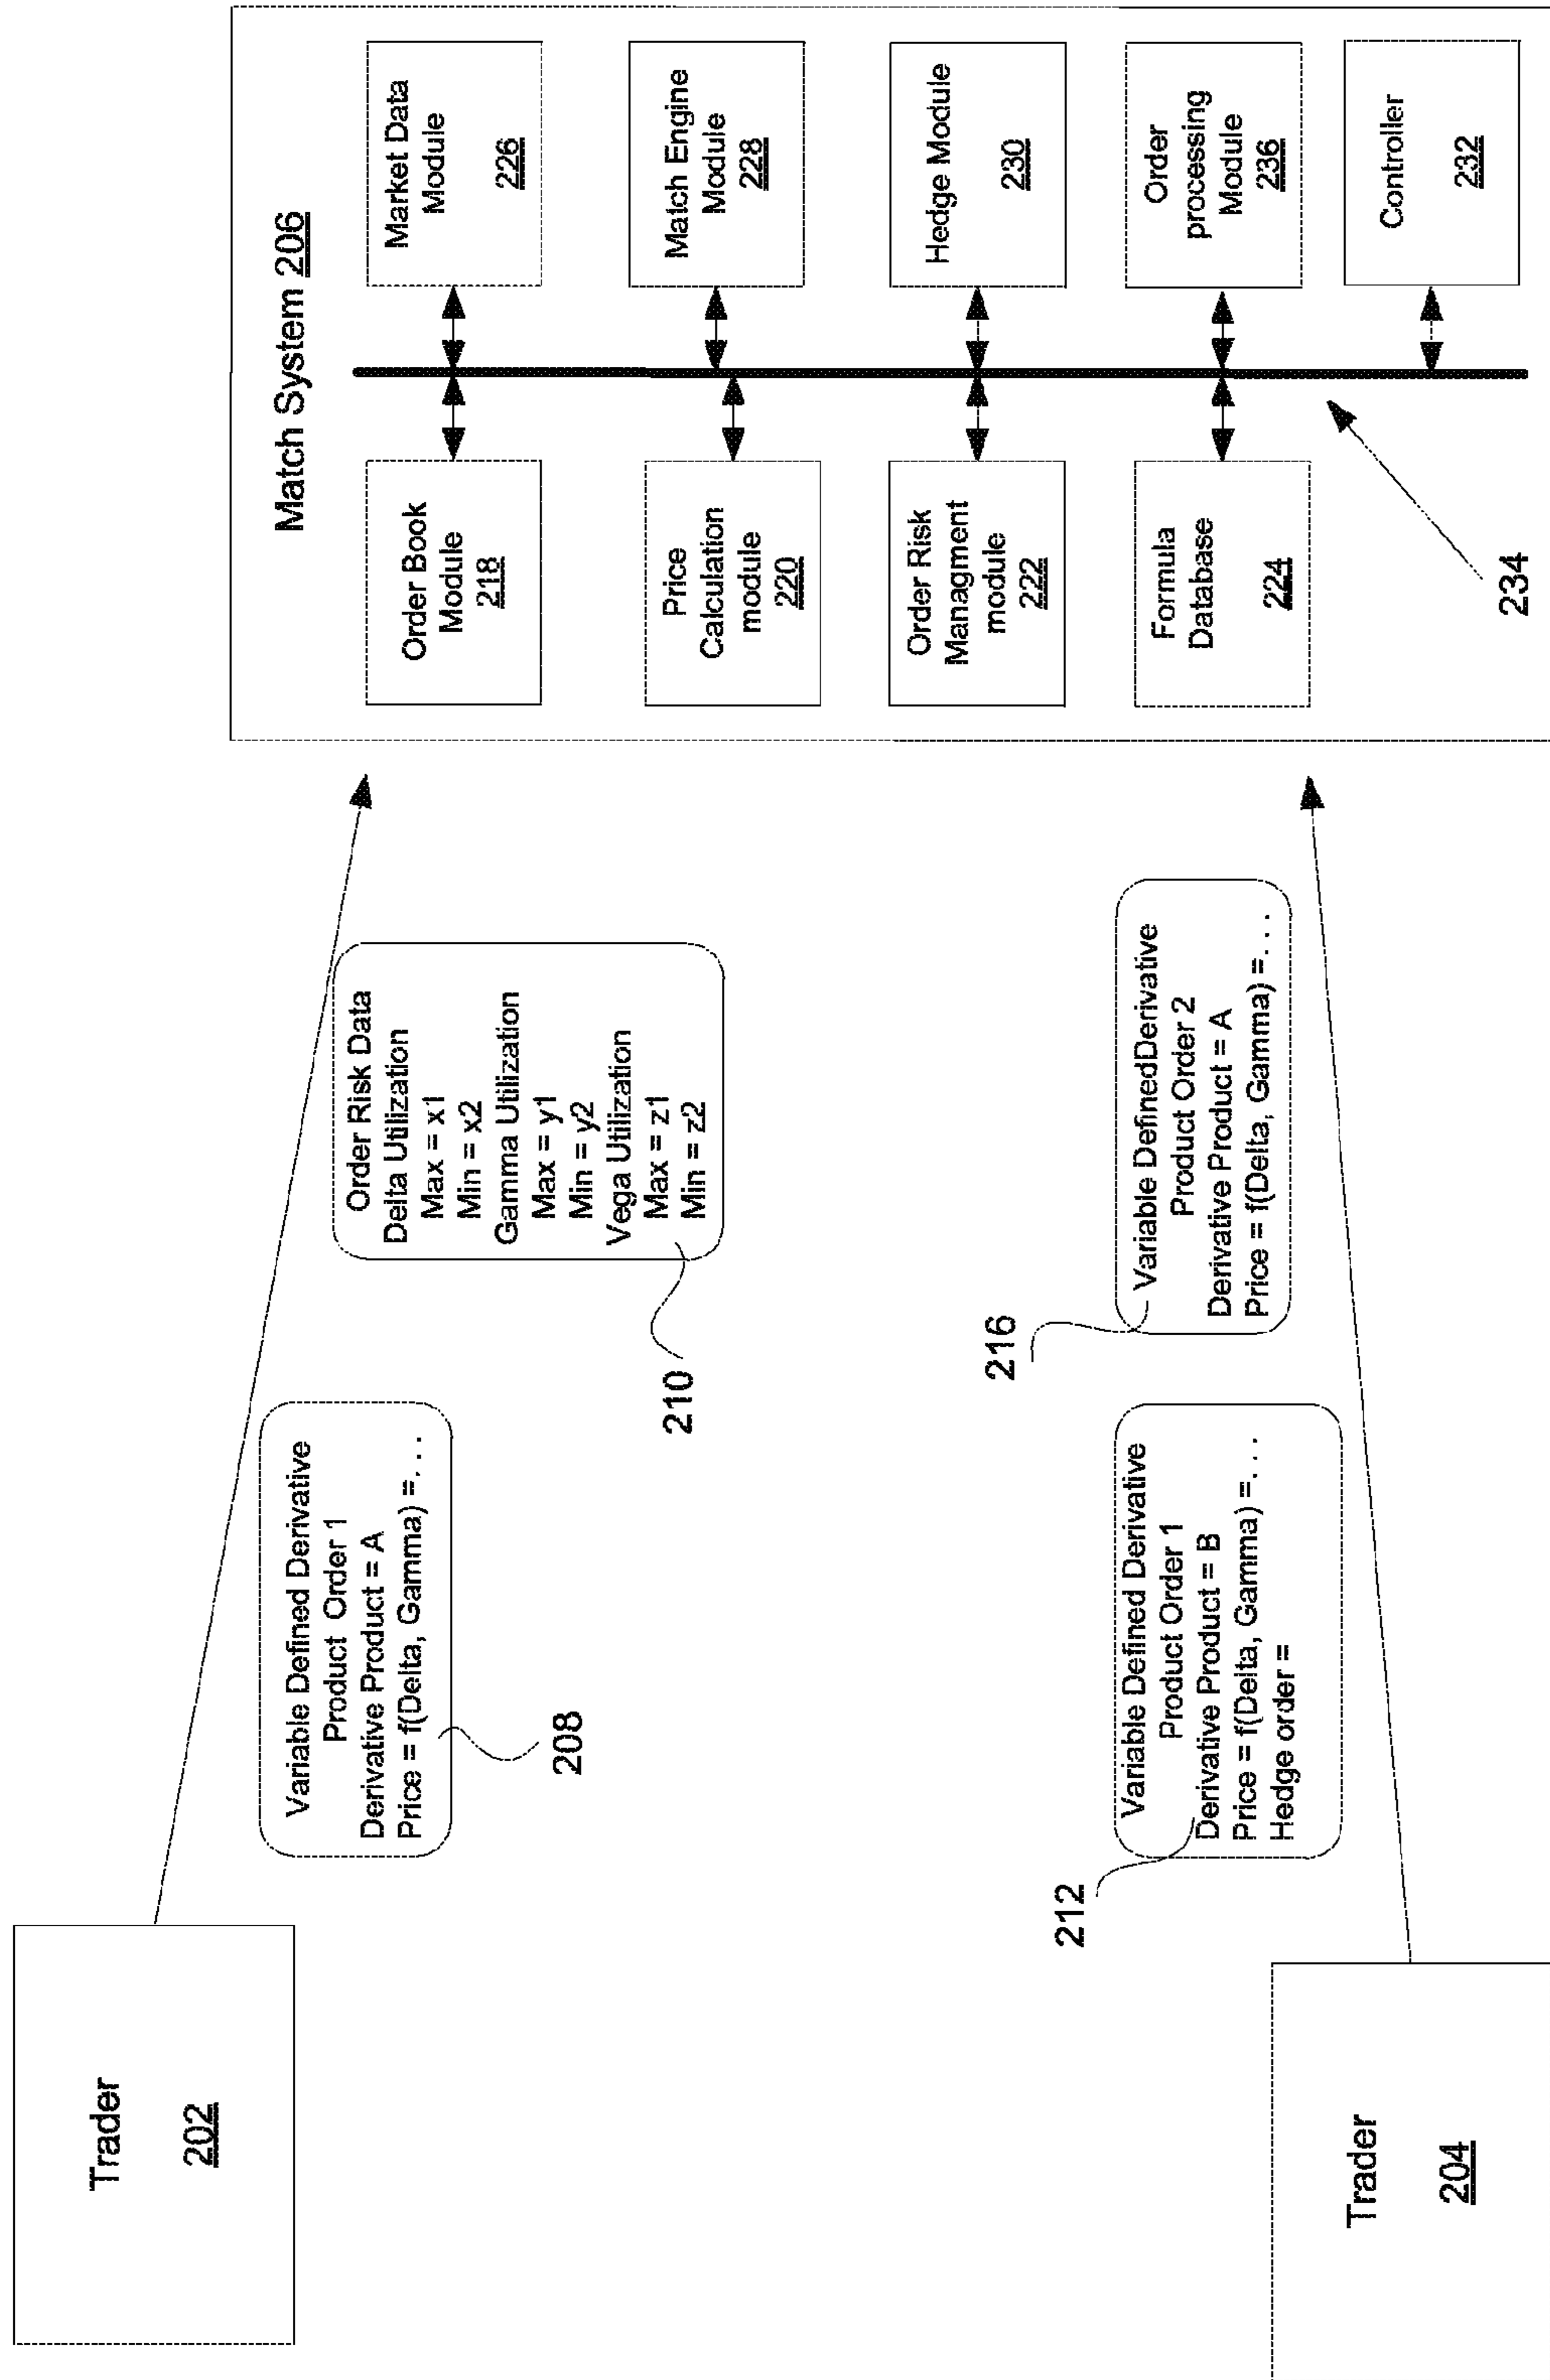 Trader
202
Trader
204
Variable Defined Derivative
Product Order 1
Derivative Product = A
Price = f(Delta, Gamma) =. . .
208
Order Risk Data
Delta Utilization
Max = x1
Min = x2
Gamma Utilization
Max = y1
Min = y2
Vega Utilization
Max = z1
Min = z2
210
Variable Defined Derivative
Product Order 1
Derivative Product = B
Price = f(Delta, Gamma) =. . .
Hedge order =
212
Variable DefinedDerivative
Product Order 2
Derivative Product = A
Price = f(Delta, Gamma) =. . .
216
Match System 206
Order Book
Module
218
Price
Calculation
module
220
Order Risk
Managment
module
222
Formula
Database
224
Market Data
Module
226
Match Engine
Module
228
Hedge Module
230
Order
processing
Module
236
Controller
232
234